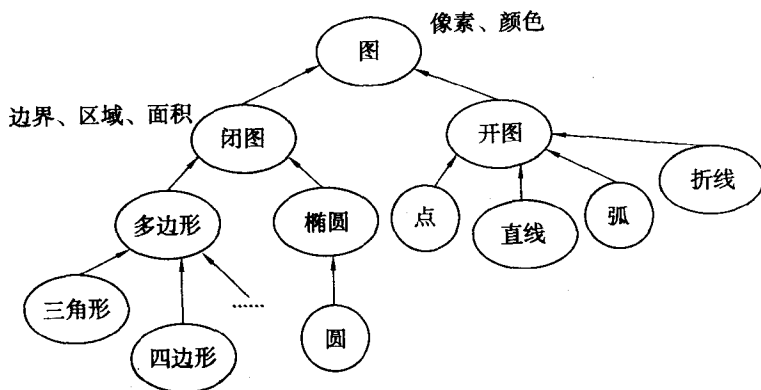 像素、颜色
图
边界、区域、面积
闭图
开图
折线
多边形
椭圆
点
直线
弧
三角形
......
四边形
圆